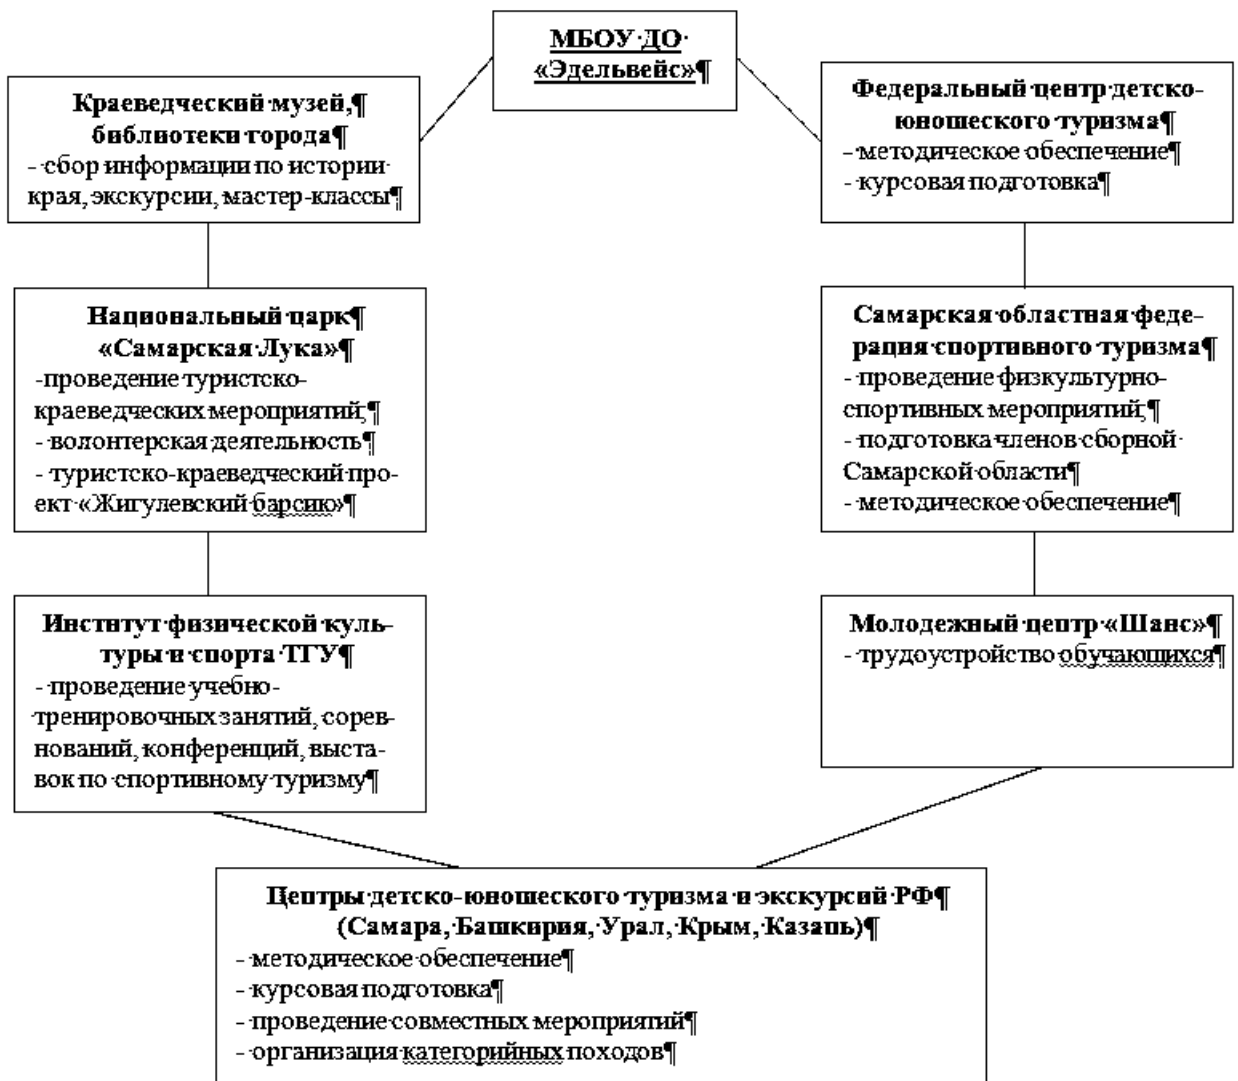 МБОУ ДО
«Эдельвейс»¶
Краеведческий музей,¶
библиотеки города¶
- сбор информации по истории
края, экскурсии, мастер-классы¶
Федеральный центр детско-
юношеского туризма¶
- методическое обеспечение¶
- курсовая подготовка¶
Национальный парк¶
«Самарская Лука»¶
-проведение туристско-
краеведческих мероприятий;¶
- волонтерская деятельность¶
- туристско-краеведческий про-
ект «Жигулевский барсию»¶
Самарская областная феде-
рация спортивного туризма¶
- проведение физкультурно-
спортивных мероприятий;¶
- подготовка членов сборной
Самарской области¶
- методическое обеспечение¶
Институт физической куль-
туры и спорта ТГУ¶
- проведение учебно-
тренировочных занятий, сорев-
нований, конференций, выста-
вок по спортивному туризму¶
Молодежный центр «Шанс»¶
- трудоустройство обучающихся¶
Центры детско-юношеского туризма и экскурсий РФ¶
(Самара, Башкирия, Урал, Крым, Казань)¶
- методическое обеспечение¶
- курсовая подготовка¶
- проведение совместных мероприятий¶
- организация категорийных походов¶